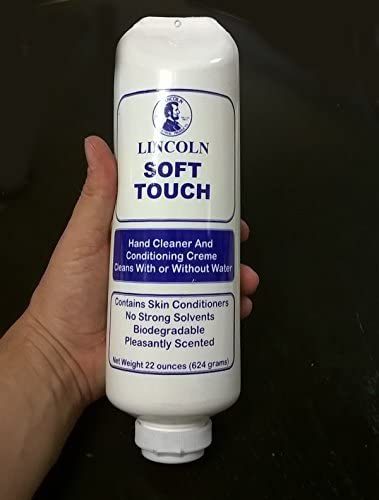 LINCOLN
LINCOLN
SOFT
TOUCH
Hand Cleaner And
Conditioning Creme
Cleans With or Without Water
Contains Skin Conditioners
No Strong Solvents
Biodegradable
Pleasantly Scented
Net Weight 22 ounces (624 grams)